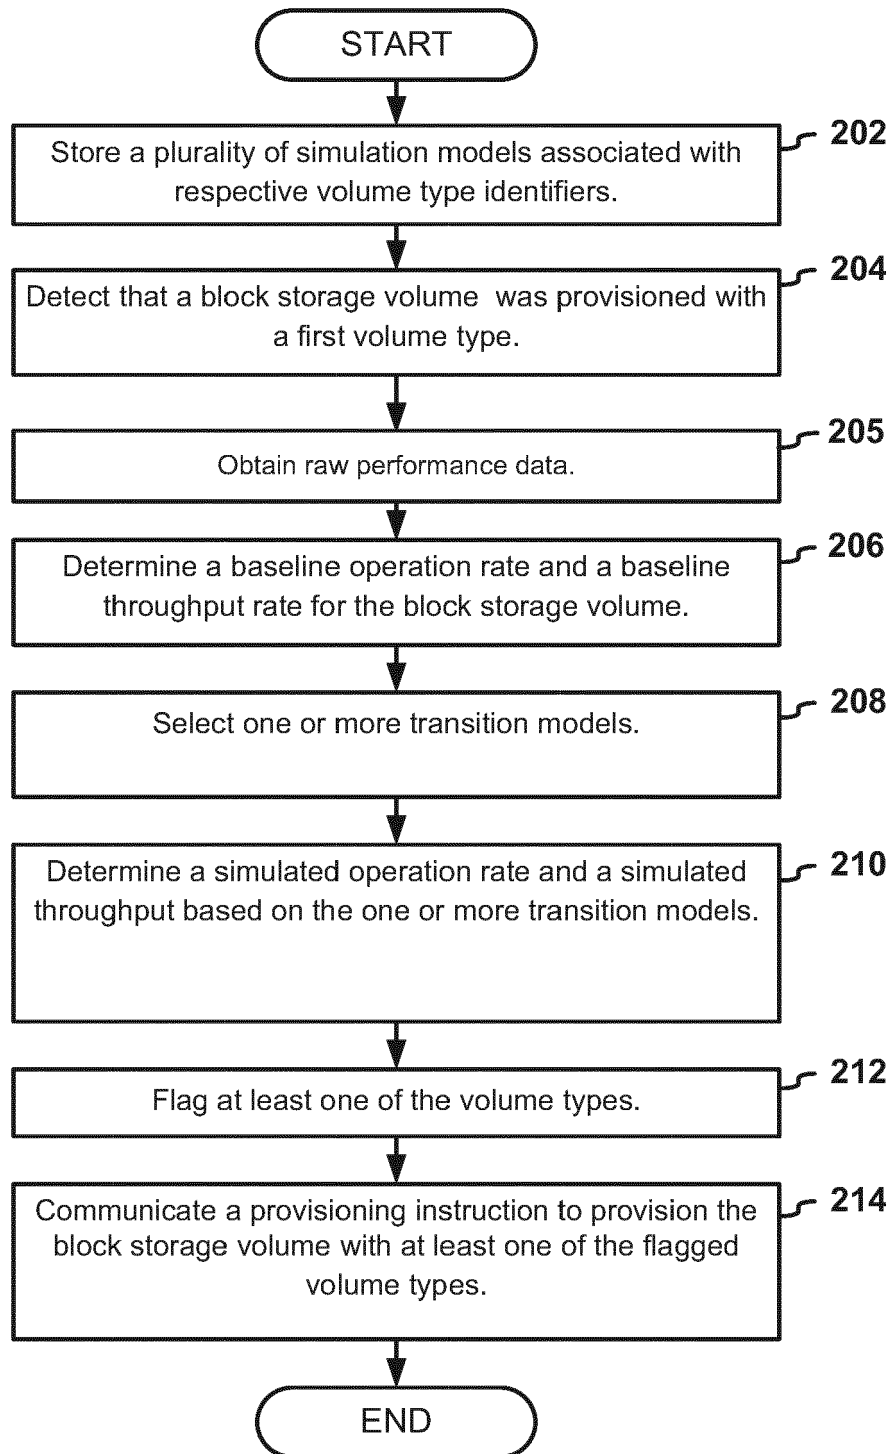 START
202
Store a plurality of simulation models associated with
respective volume type identifiers.
204
Detect that a block storage volume was provisioned with
a first volume type.
205
Obtain raw performance data.
206
Determine a baseline operation rate and a baseline
throughput rate for the block storage volume.
208
Select one or more transition models.
210
Determine a simulated operation rate and a simulated
throughput based on the one or more transition models.
212
Flag at least one of the volume types.
214
Communicate a provisioning instruction to provision the
block storage volume with at least one of the flagged
volume types.
END